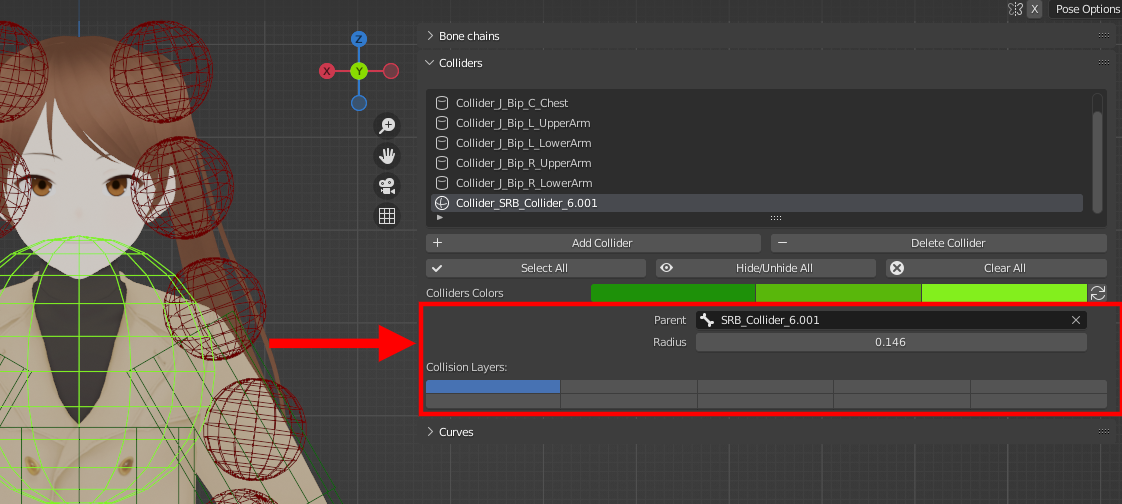 X Pose Options
Bone chains
Z
Colliders
X Y
Collider_J_Bip_C_Chest
Collider_J_Bip_L_UpperArm
Collider_J_Bip_L_LowerArm
Collider_J_Bip_R_UpperArm
Collider_J_Bip_R_LowerArm
Collider_SRB_Collider_6.001
Add Collider Delete Collider
Select All Hide/Unhide All Clear All
Colliders Colors
Parent SRB_Collider_6.001
Radius 0.146
Collision Layers:
Curves